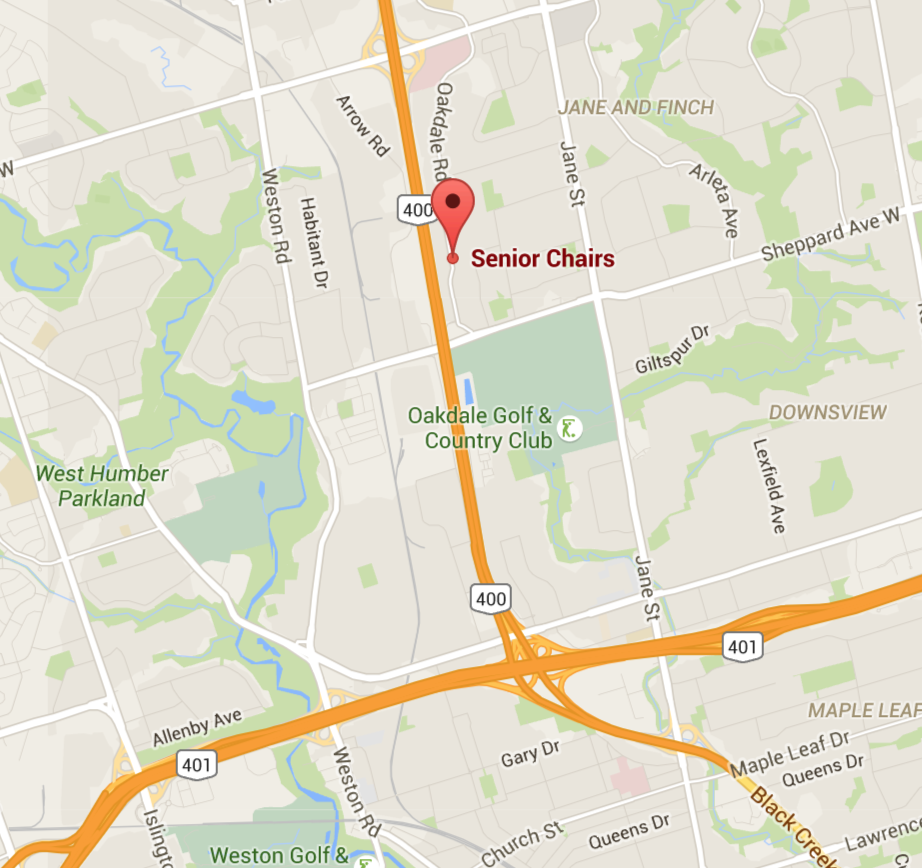 JANE AND FINCH
Oakdale Rd
Arrow Rd
W
Weston Rd
Habitant Dr
Jane St
Arleta Ave
400
Sheppard Ave W
Senior Chairs
Giltspur Dr
Oakdale Golf &
Country Club
DOWNSVIEW
West Humber
Parkland
Lexfield Ave
400
Jane St
401
MAPLE LEAF
Allenby Ave
401
Gary Dr
Maple Leaf Dr
Queens Dr
Weston Rd
Black Creek
Islingt
Church St
Queens Dr
Lawrence
Weston Golf &